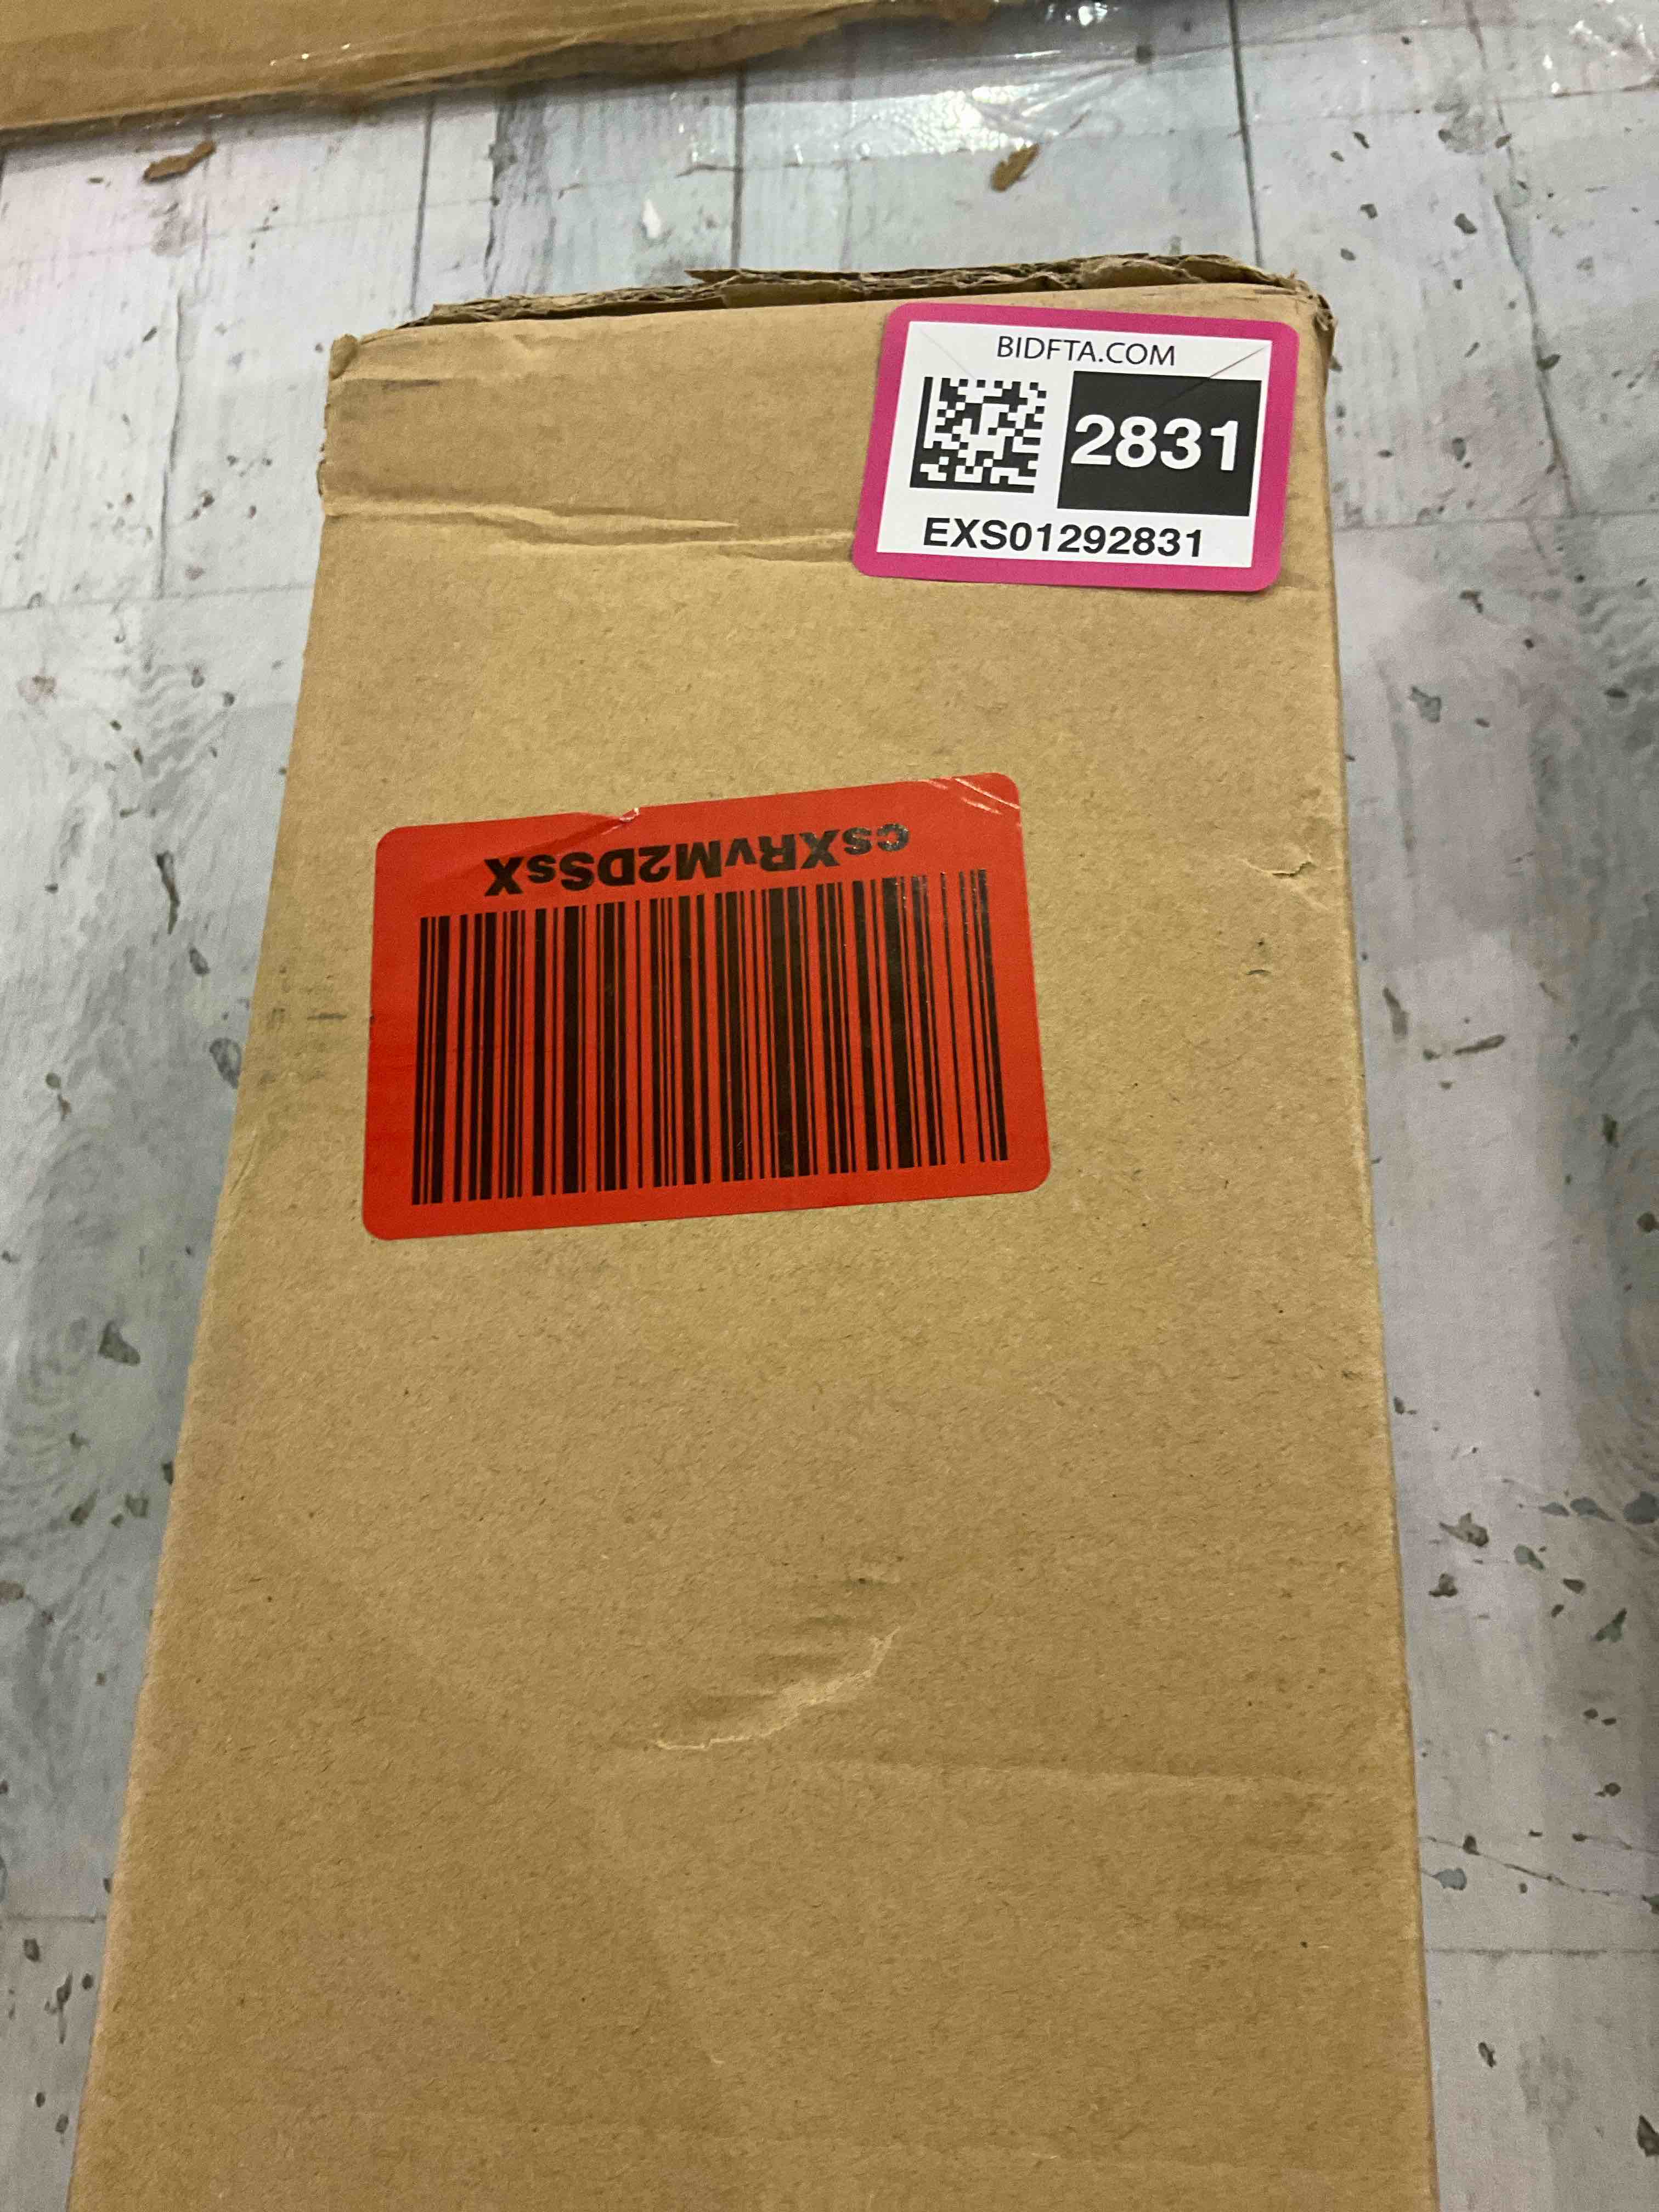 BIDFTA.COM
2831
EXS01292831
csXRvM2DSsX